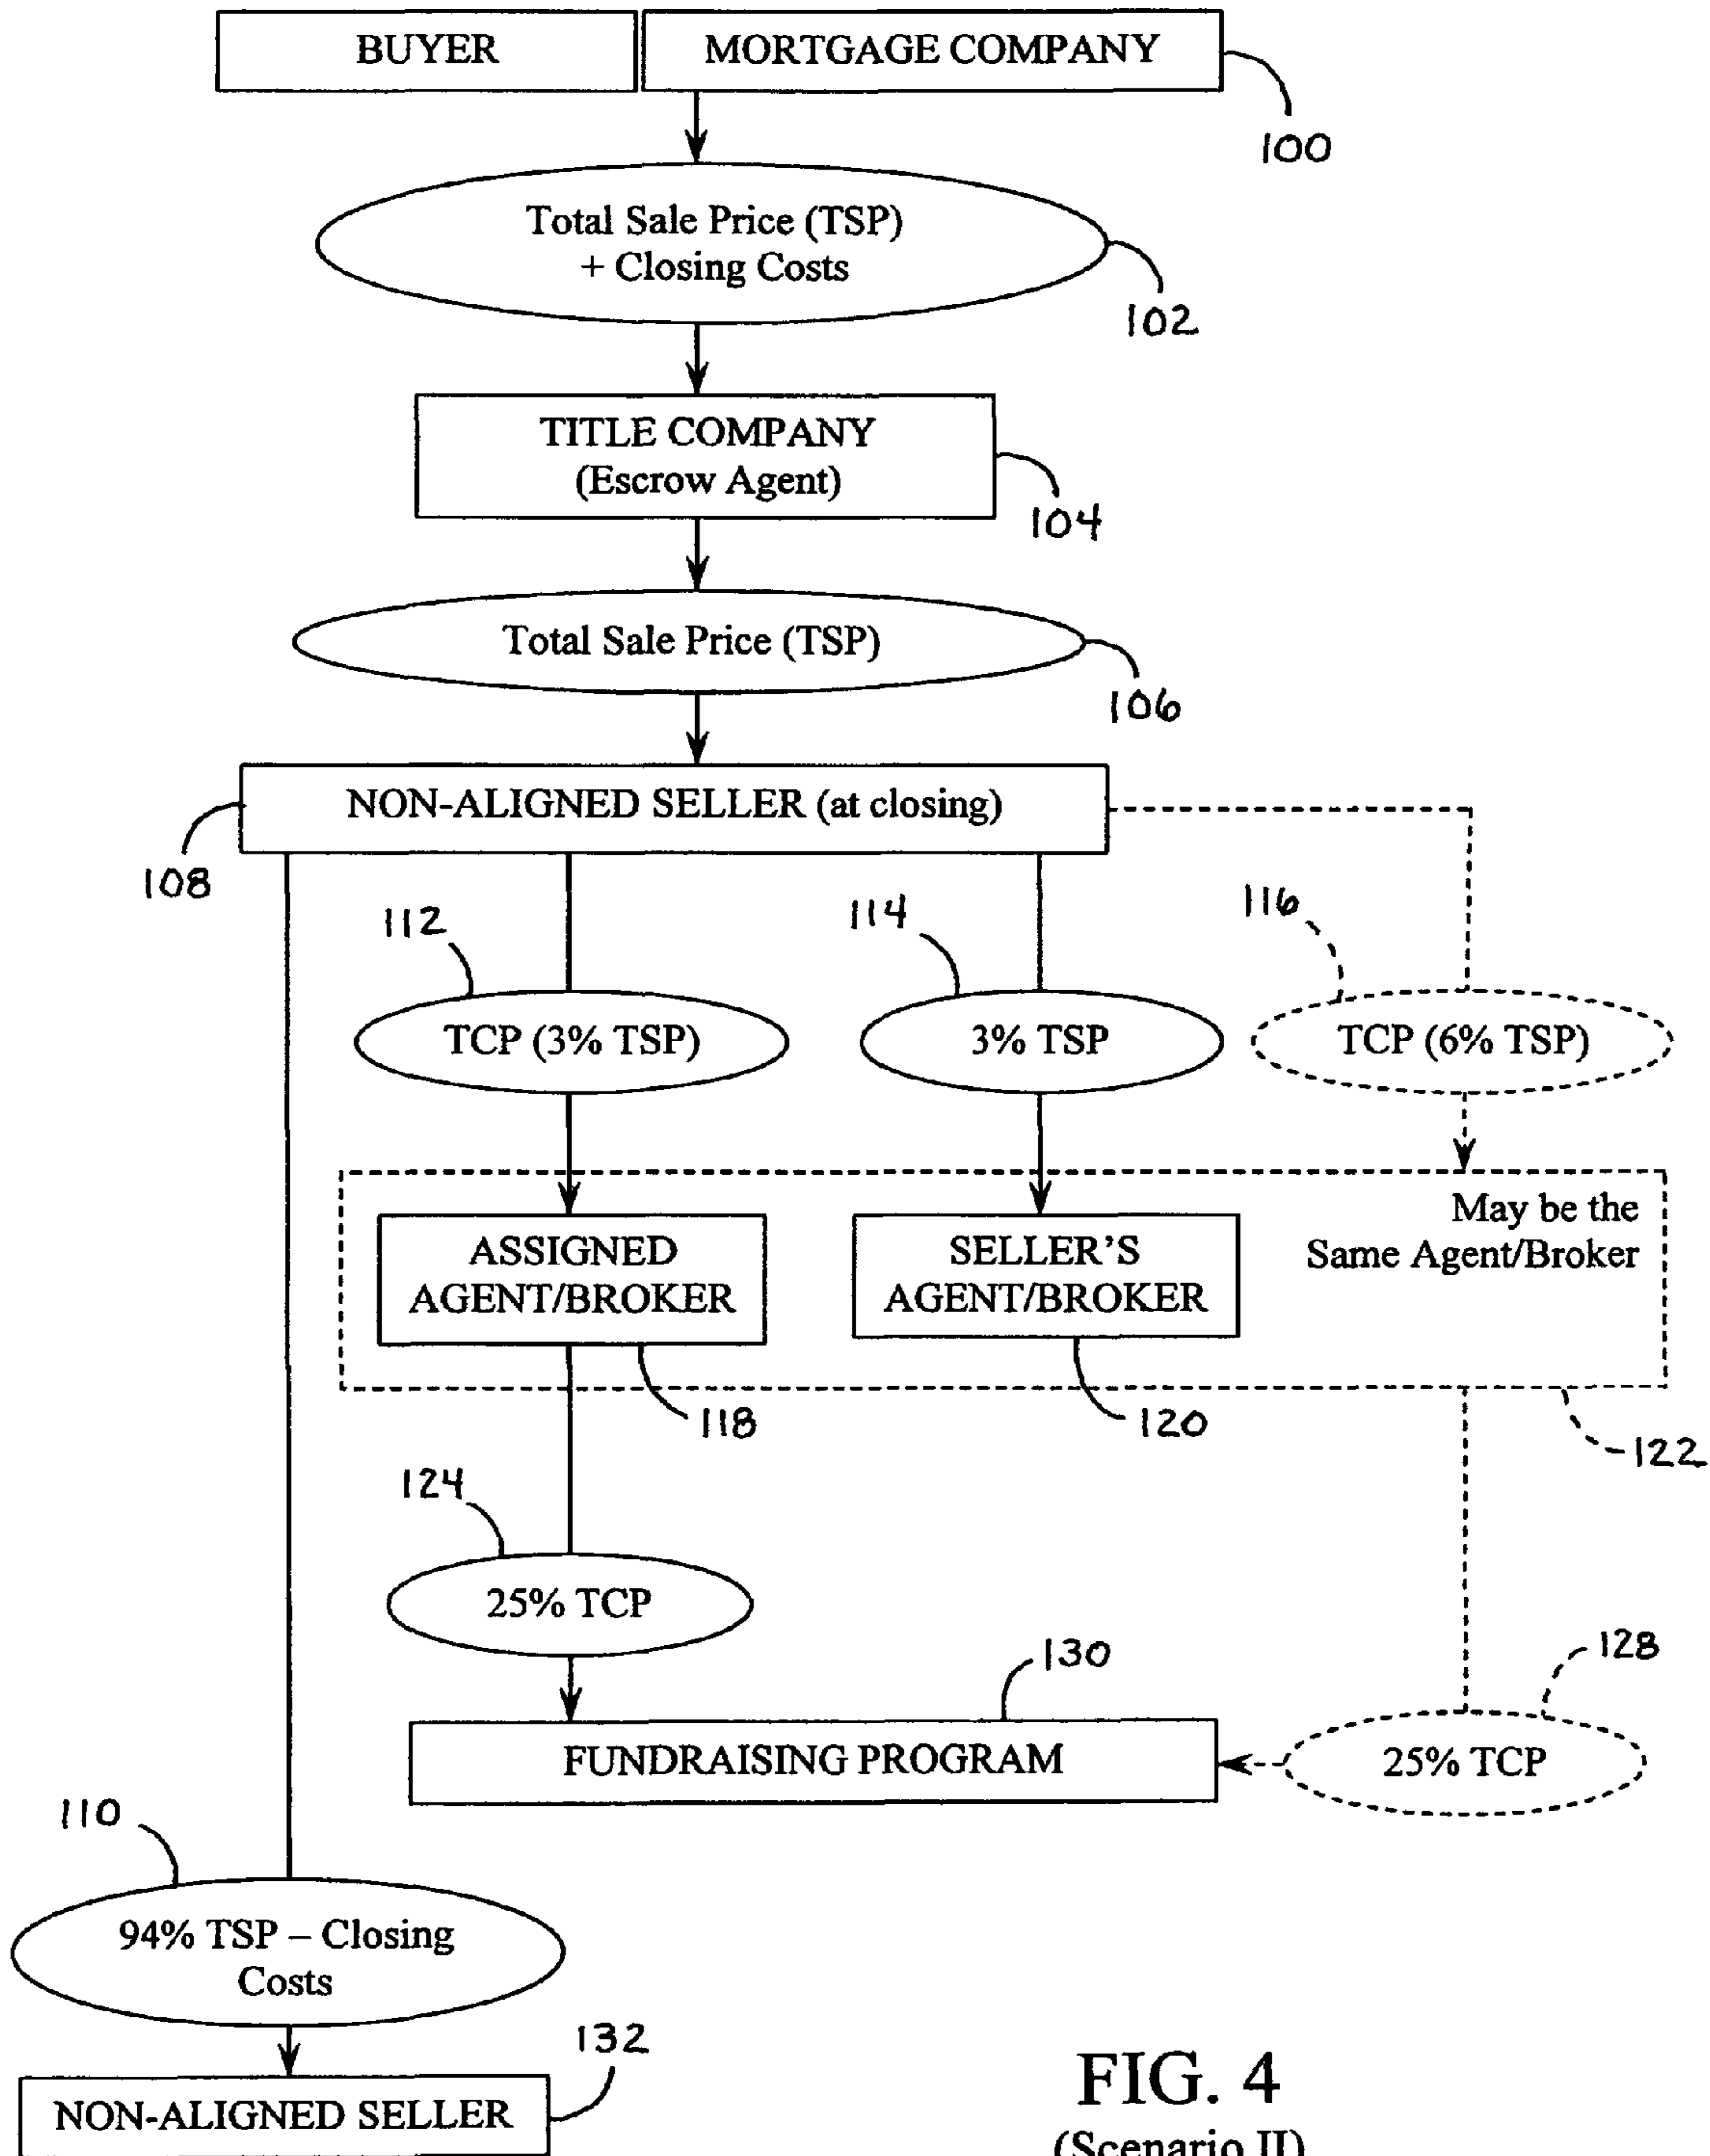 BUYER
MORTGAGE COMPANY
100
Total Sale Price (TSP)
+ Closing Costs
102
TITLE COMPANY
(Escrow Agent)
104
Total Sale Price (TSP)
106
NON-ALIGNED SELLER (at closing)
108
112
114
116
TCP (3% TSP)
3% TSP
TCP (6% TSP)
May be the
Same Agent/Broker
ASSIGNED
AGENT/BROKER
SELLER'S
AGENT/BROKER
118
120
122
124
25% TCP
130
128
FUNDRAISING PROGRAM
25% TCP
110
94% TSP – Closing
Costs
132
NON-ALIGNED SELLER
FIG. 4
(Scenario II)